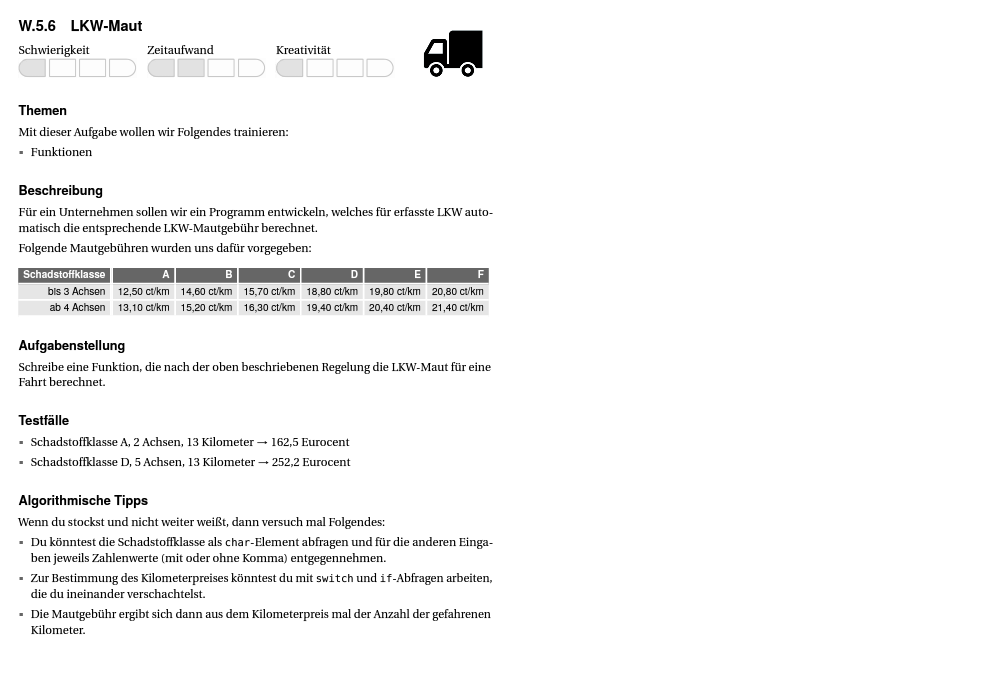 W.5.6 LKW-Maut
Schwierigkeit Zeitaufwand Kreativität
Themen
Mit dieser Aufgabe wollen wir Folgendes trainieren:
▪ Funktionen
Beschreibung
Für ein Unternehmen sollen wir ein Programm entwickeln, welches für erfasste LKW auto-
matisch die entsprechende LKW-Mautgebühr berechnet.
Folgende Mautgebühren wurden uns dafür vorgegeben:
Schadstoffklasse A B C D E F
bis 3 Achsen 12,50 ct/km 14,60 ct/km 15,70 ct/km 18,80 ct/km 19,80 ct/km 20,80 ct/km
ab 4 Achsen 13,10 ct/km 15,20 ct/km 16,30 ct/km 19,40 ct/km 20,40 ct/km 21,40 ct/km
Aufgabenstellung
Schreibe eine Funktion, die nach der oben beschriebenen Regelung die LKW-Maut für eine
Fahrt berechnet.
Testfälle
▪ Schadstoffklasse A, 2 Achsen, 13 Kilometer → 162,5 Eurocent
▪ Schadstoffklasse D, 5 Achsen, 13 Kilometer → 252,2 Eurocent
Algorithmische Tipps
Wenn du stockst und nicht weiter weißt, dann versuch mal Folgendes:
▪ Du könntest die Schadstoffklasse als char-Element abfragen und für die anderen Einga-
ben jeweils Zahlenwerte (mit oder ohne Komma) entgegennehmen.
▪ Zur Bestimmung des Kilometerpreises könntest du mit switch und if-Abfragen arbeiten,
die du ineinander verschachtelst.
▪ Die Mautgebühr ergibt sich dann aus dem Kilometerpreis mal der Anzahl der gefahrenen
Kilometer.